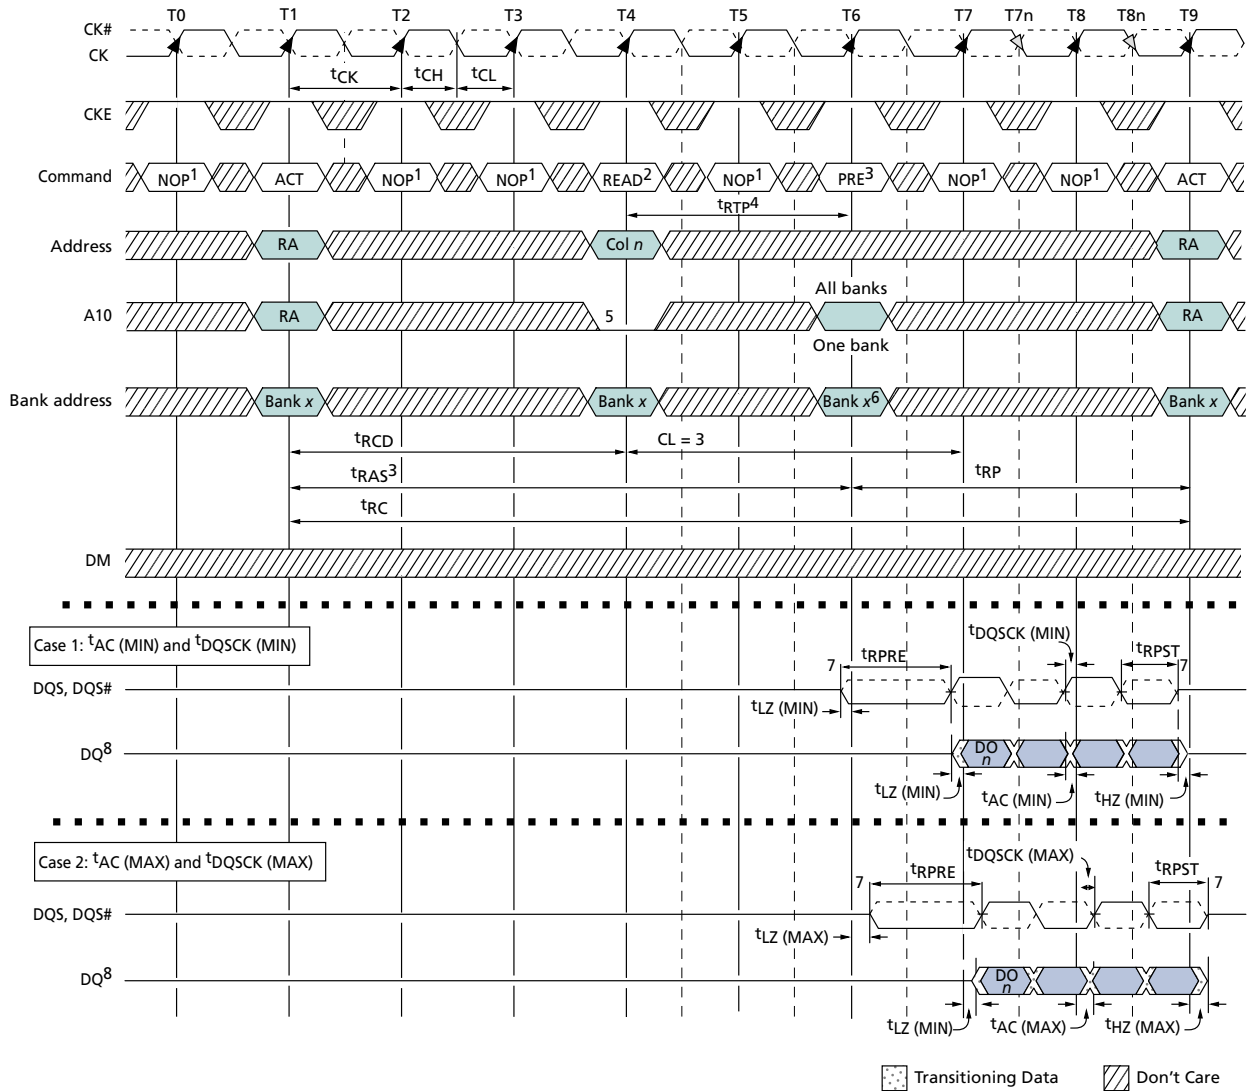 T0 T1 T2 T3 T4 T5 T6 T7 T7n T8 T8n T9
CK#
CK
tCK tCH tCL
CKE
Command NOP1 ACT NOP1 NOP1 READ2 NOP1 PRE3 NOP1 NOP1 ACT
tRTP4
Address RA Col n RA
All banks
A10 RA 5 RA
One bank
Bank address Bank x Bank x Bank x6 Bank x
tRCD CL = 3
tRAS3 tRP
tRC
DM
Case 1: tAC (MIN) and tDQSCK (MIN)
tDQSCK (MIN)
7 tRPRE tRPST 7
DQS, DQS#
tLZ (MIN)
DQ8 DO n
tLZ (MIN) tAC (MIN) tHZ (MIN)
Case 2: tAC (MAX) and tDQSCK (MAX)
tDQSCK (MAX)
7 tRPRE tRPST 7
DQS, DQS#
tLZ (MAX)
DQ8 DO n
tLZ (MIN) tAC (MAX) tHZ (MAX)
Transitioning Data Don't Care